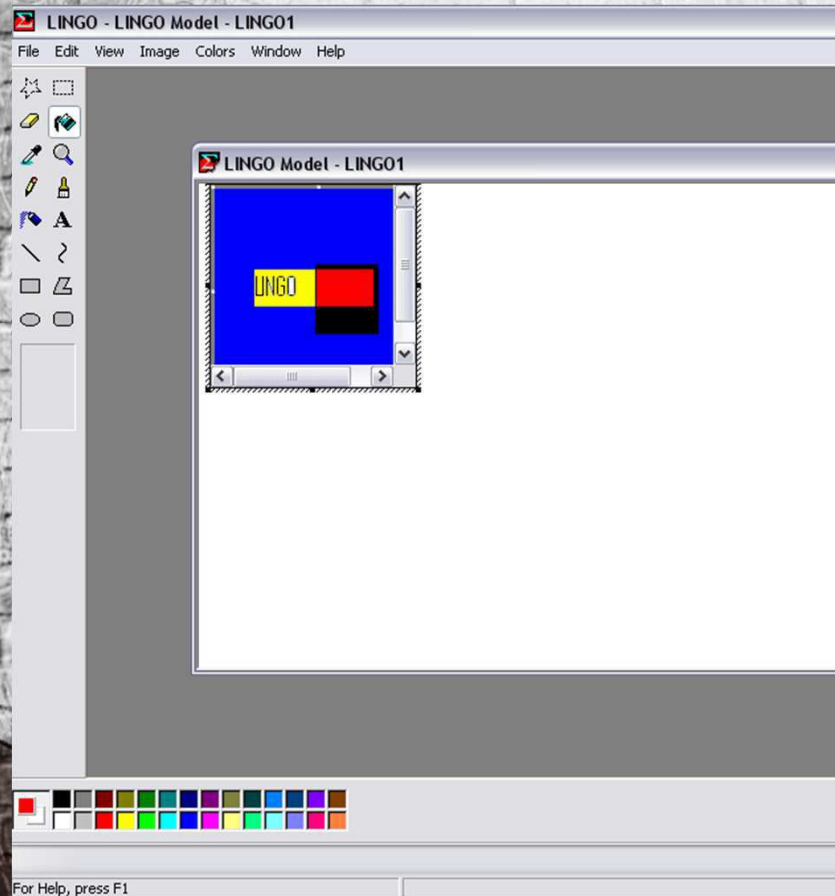 LINGO - LINGO Model - LINGO1
File Edit View Image Colors Window Help
A
LINGO Model - LINGO1
LINGO
For Help, press F1